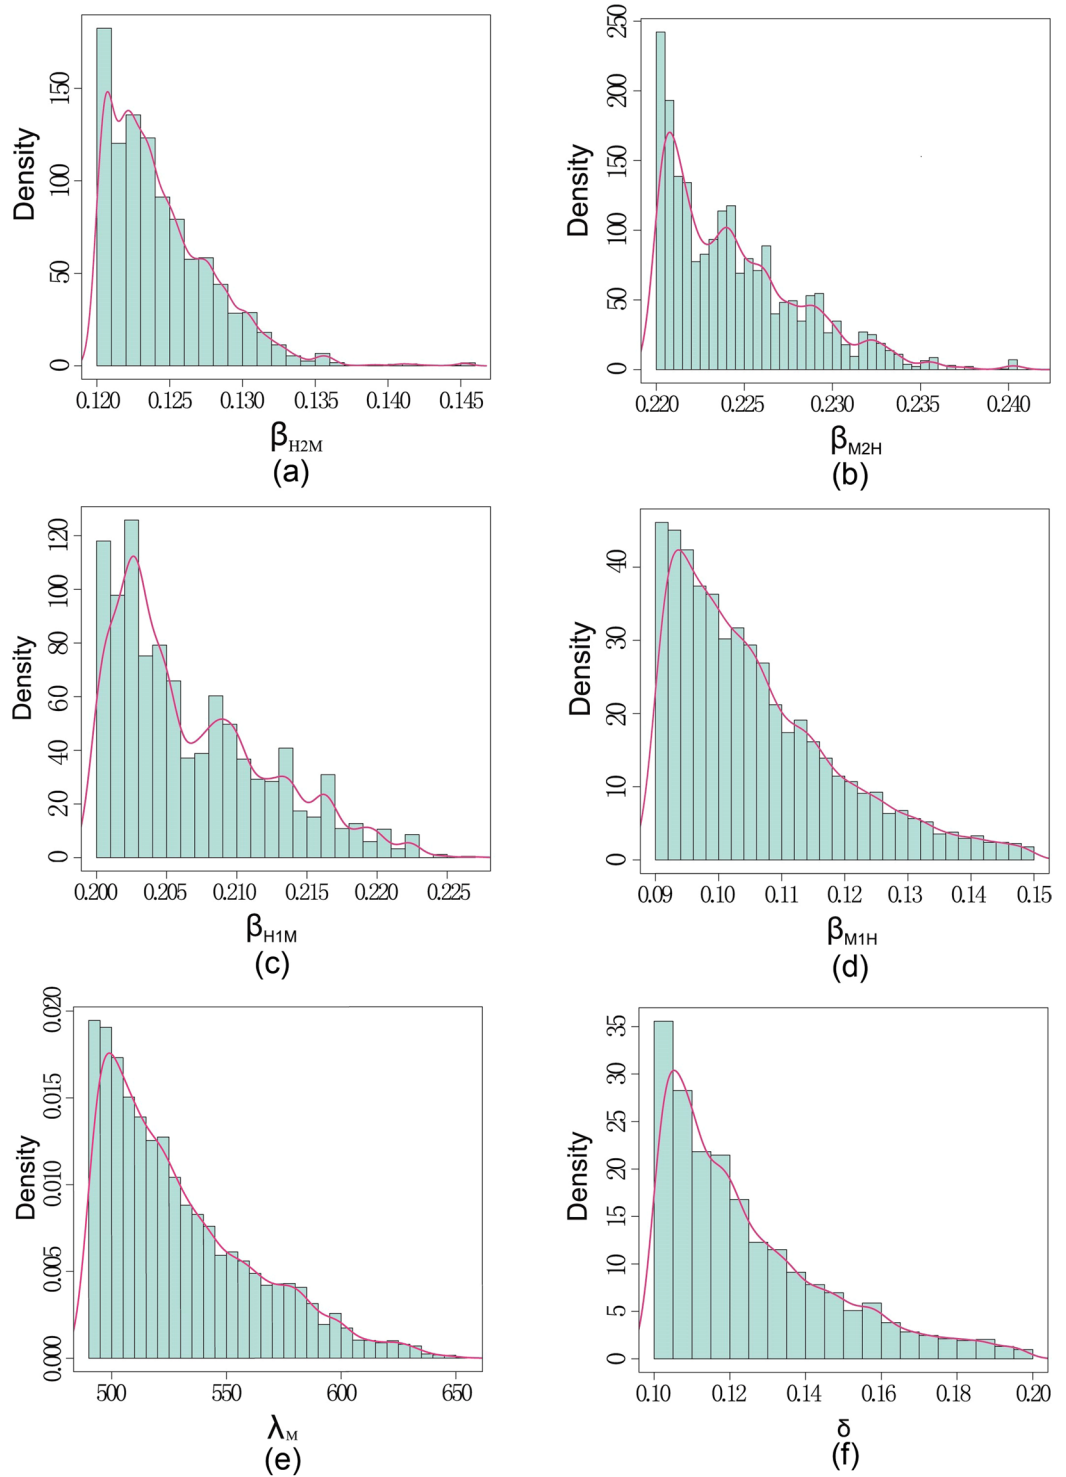 Density
150
100
50
0
0.120 0.125 0.130 0.135 0.140 0.145
βH2M
(a)
Density
250
200
150
100
50
0
0.220 0.225 0.230 0.235 0.240
βM2H
(b)
Density
120
100
80
60
40
20
0
0.200 0.205 0.210 0.215 0.220 0.225
βH1M
(c)
Density
40
30
20
10
0
0.09 0.10 0.11 0.12 0.13 0.14 0.15
βM1H
(d)
Density
0.020
0.015
0.010
0.005
0.000
500 550 600 650
λM
(e)
Density
35
30
25
20
15
10
5
0
0.10 0.12 0.14 0.16 0.18 0.20
δ
(f)